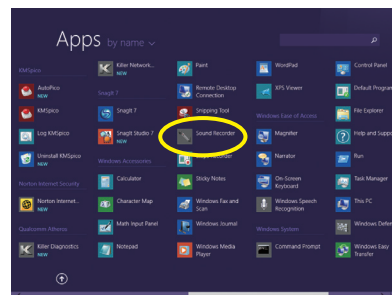 Apps by name
KMSpico
AutoPico
NEW
KMSpico
Log KMSpico
Uninstall KMSpico
NEW
Norton Internet Security
Norton Internet...
NEW
Qualcomm Atheros
Killer Diagnostics
NEW
Killer Network...
NEW
SnagIt 7
SnagIt 7
SnagIt Studio 7
NEW
Windows Accessories
Calculator
Character Map
Math Input Panel
Notepad
Paint
Remote Desktop
Connection
Snipping Tool
Sound Recorder
Sticky Notes
Windows Fax and
Scan
Windows Journal
Windows Media
Player
WordPad
XPS Viewer
Windows Ease of Access
Magnifier
Narrator
On-Screen
Keyboard
Windows Speech
Recognition
Windows System
Command Prompt
Control Panel
Default Program
File Explorer
Help and Suppo
Run
Task Manager
This PC
Windows Defen
Windows Easy
Transfer